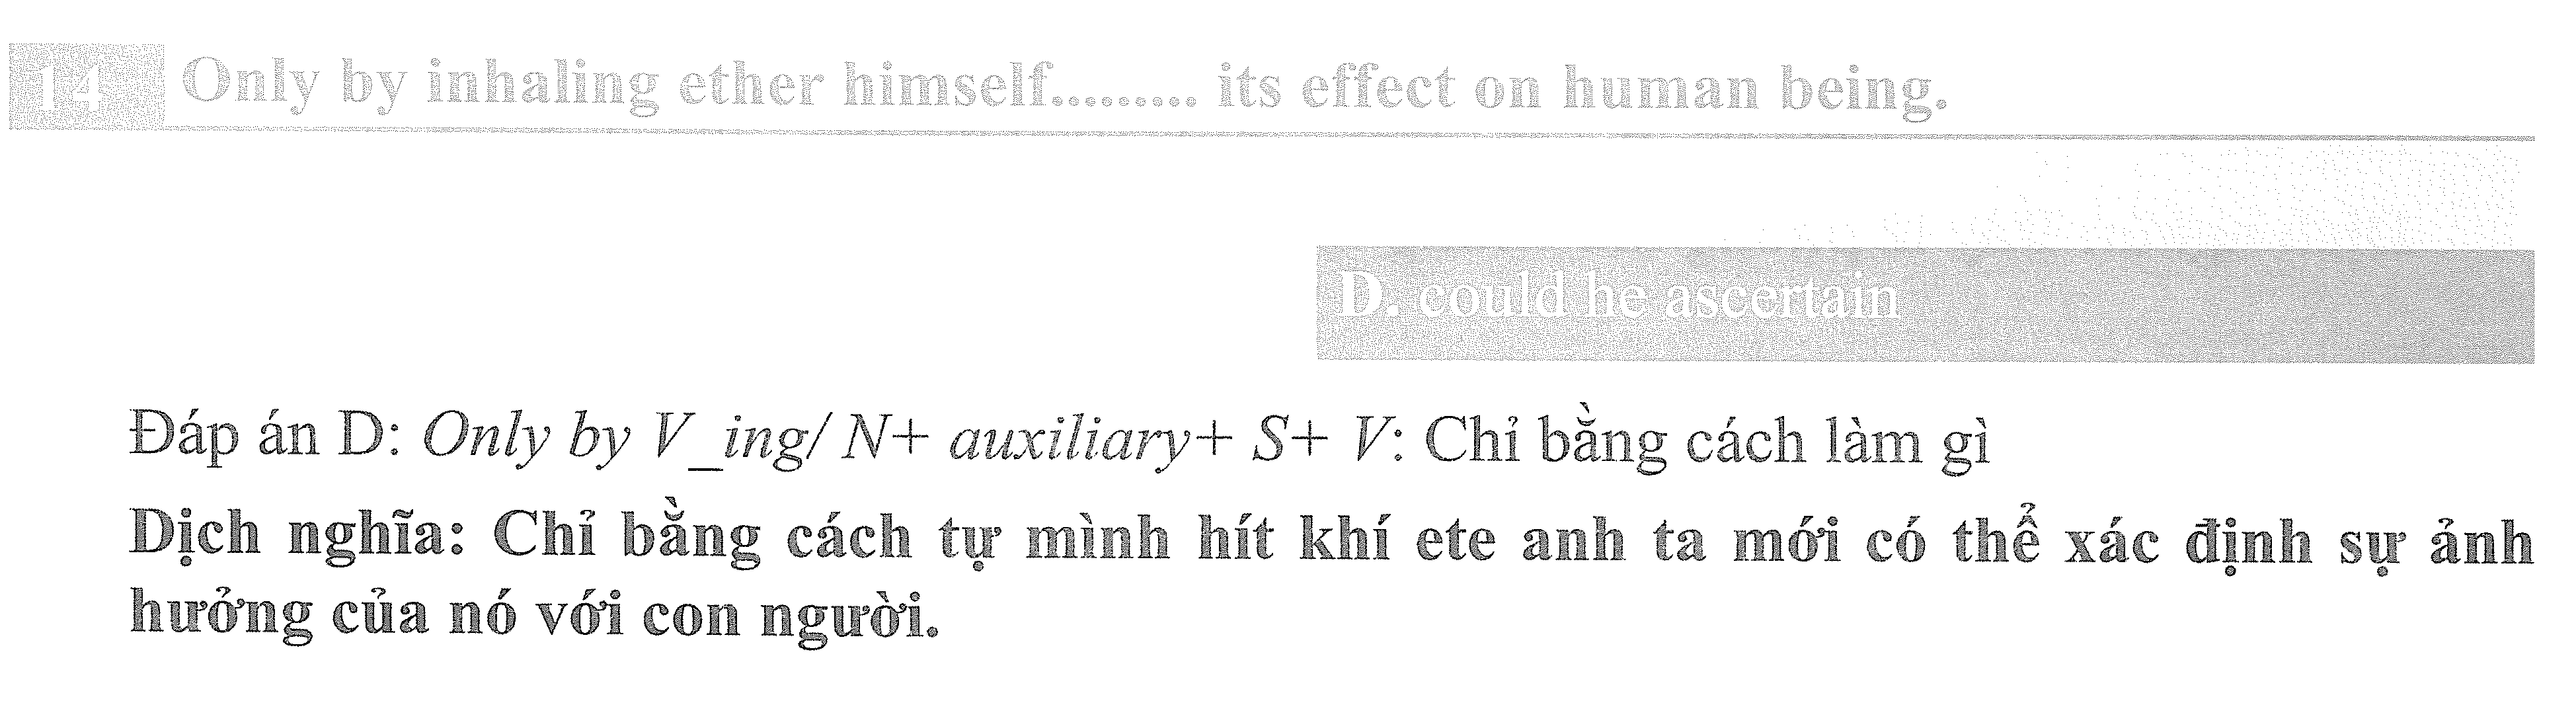 14 Only by inhaling ether himself......... its effect on human being.
D. could he ascertain
Đáp án D: Only by V_ing/ N+ auxiliary+ S+ V: Chỉ bằng cách làm gì
Dịch nghĩa: Chỉ bằng cách tự mình hít khí ete anh ta mới có thể xác định sự ảnh
hưởng của nó với con người.